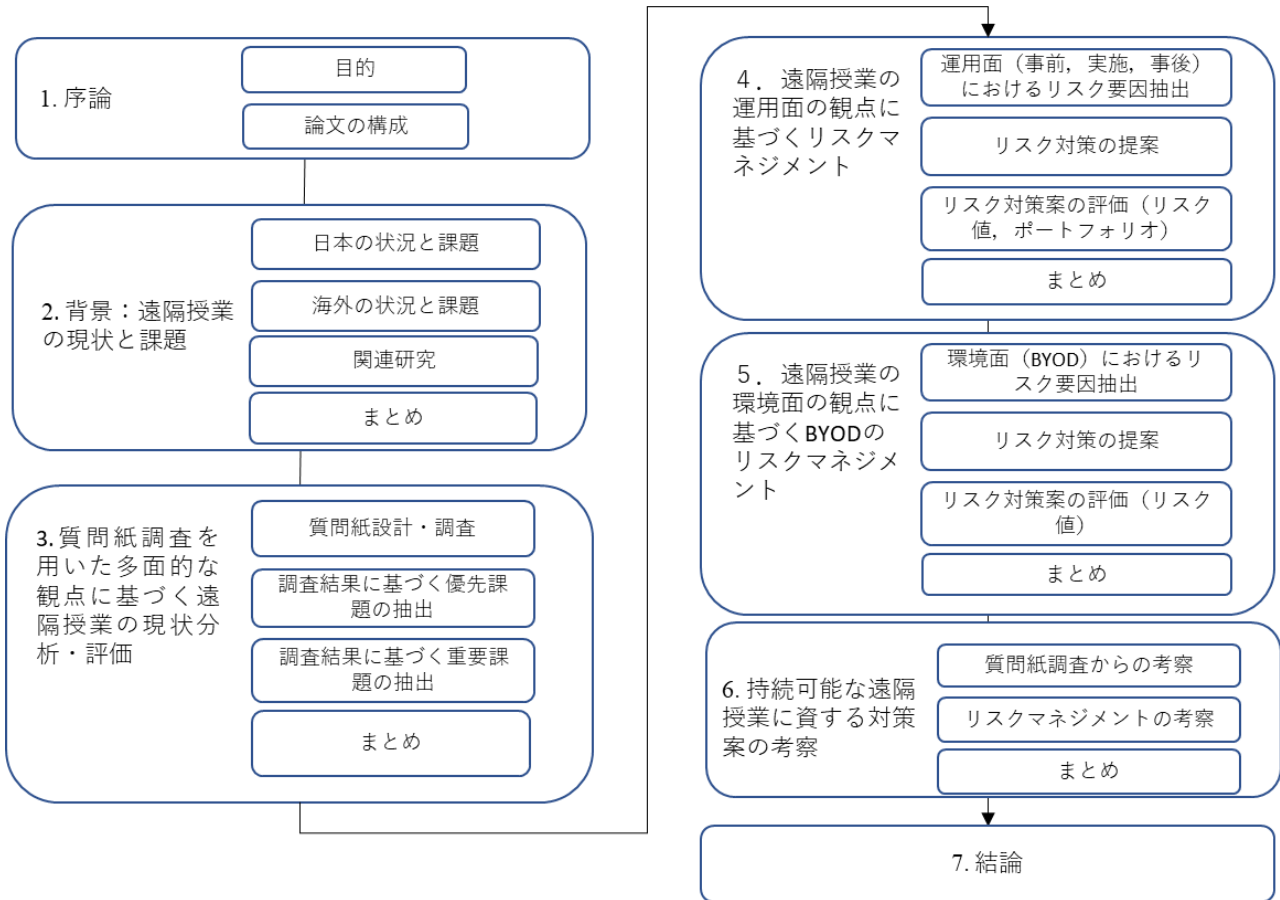 1. 序論
目的
論文の構成
2. 背景：遠隔授業
の現状と課題
日本の状況と課題
海外の状況と課題
関連研究
まとめ
3.質問紙調査を
用いた多面的な
観点に基づく遠
隔授業の現状分
析・評価
質問紙設計・調査
調査結果に基づく優先課
題の抽出
調査結果に基づく重要課
題の抽出
まとめ
４．遠隔授業の
運用面の観点に
基づくリスクマ
ネジメント
運用面（事前，実施，事後）
におけるリスク要因抽出
リスク対策の提案
リスク対策案の評価（リスク
値，ポートフォリオ）
まとめ
５．遠隔授業の
環境面の観点に
基づくBYODの
リスクマネジメ
ント
環境面（BYOD）におけるリ
スク要因抽出
リスク対策の提案
リスク対策案の評価（リスク
値）
まとめ
6. 持続可能な遠隔
授業に資する対策
案の考察
質問紙調査からの考察
リスクマネジメントの考察
まとめ
7. 結論